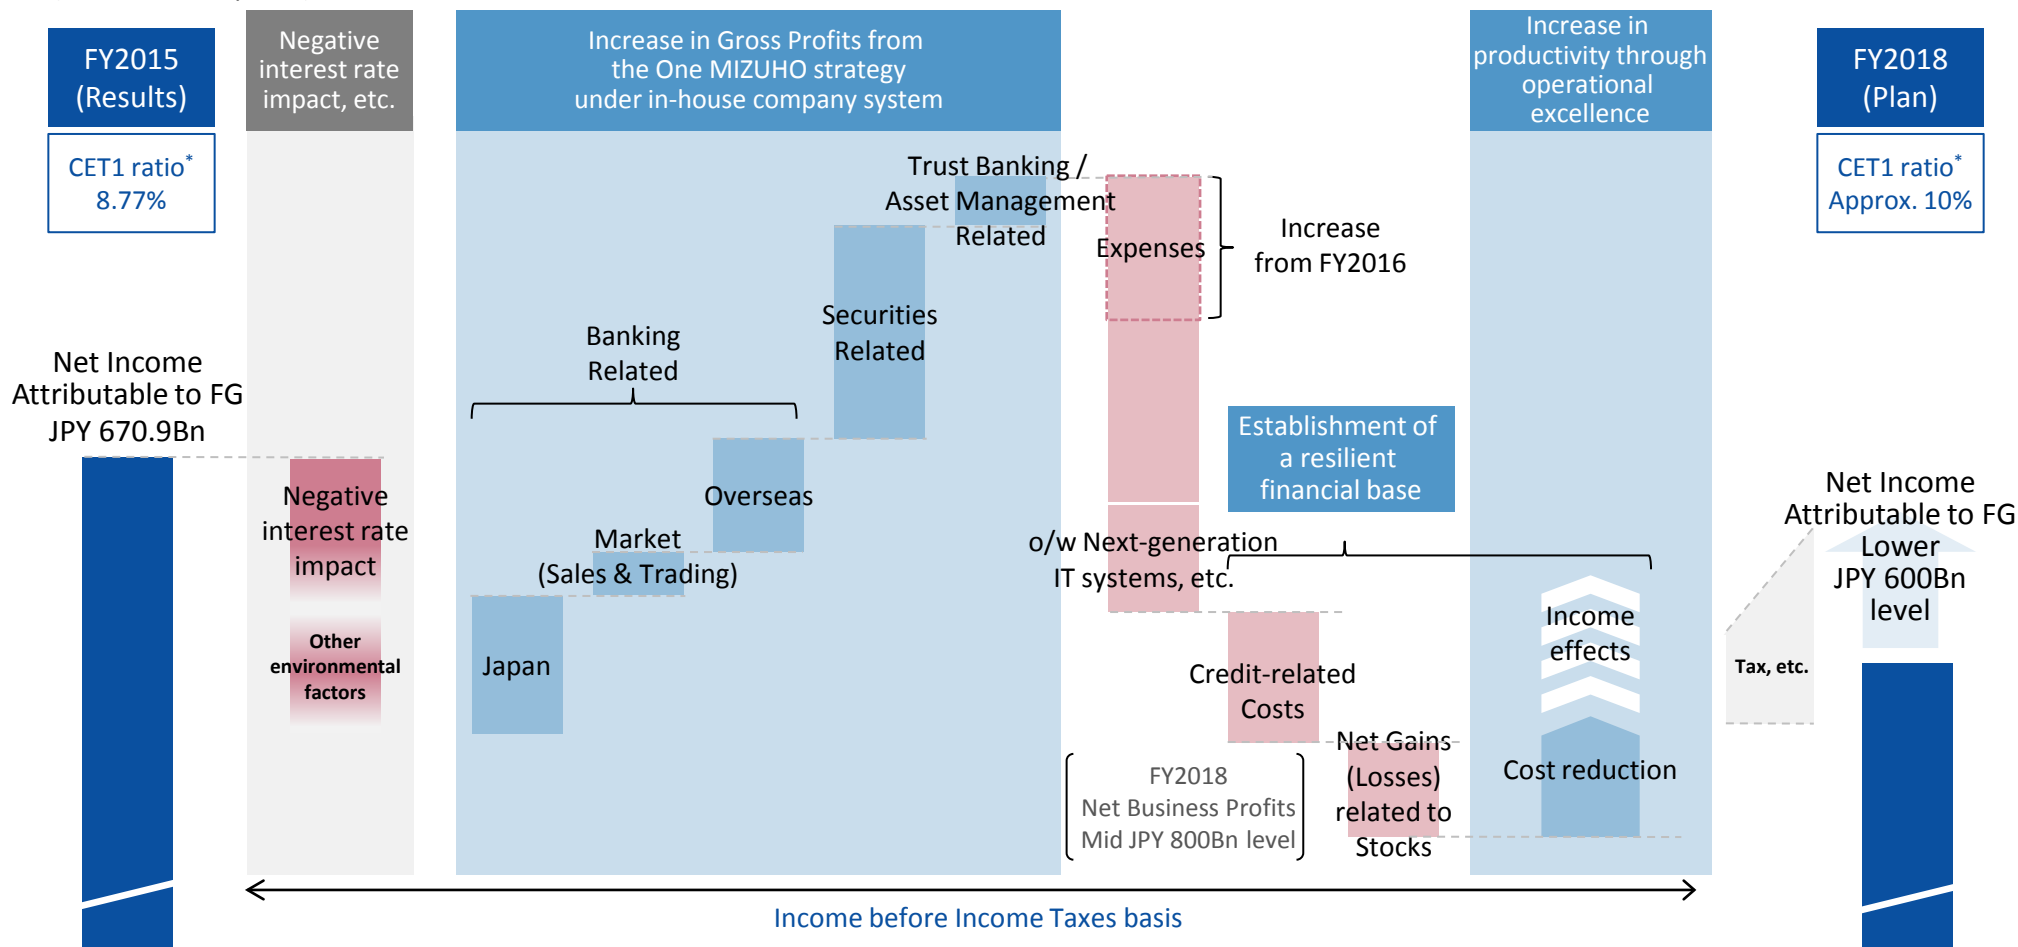 FY2015
(Results)
CET1 ratio*
8.77%
Net Income
Attributable to FG
JPY 670.9Bn
Negative
interest rate
impact, etc.
Negative
interest rate
impact
Other
environmental
factors
Increase in Gross Profits from
the One MIZUHO strategy
under in-house company system
Banking
Related
Japan
Market
(Sales & Trading)
Overseas
Securities
Related
Trust Banking /
Asset Management
Related
Expenses
Increase
from FY2016
o/w Next-generation
IT systems, etc.
Establishment of
a resilient
financial base
Credit-related
Costs
Net Gains
(Losses)
related to
Stocks
FY2018
Net Business Profits
Mid JPY 800Bn level
Increase in
productivity through
operational
excellence
Income
effects
Cost reduction
Tax, etc.
FY2018
(Plan)
CET1 ratio*
Approx. 10%
Net Income
Attributable to FG
Lower
JPY 600Bn
level
Income before Income Taxes basis